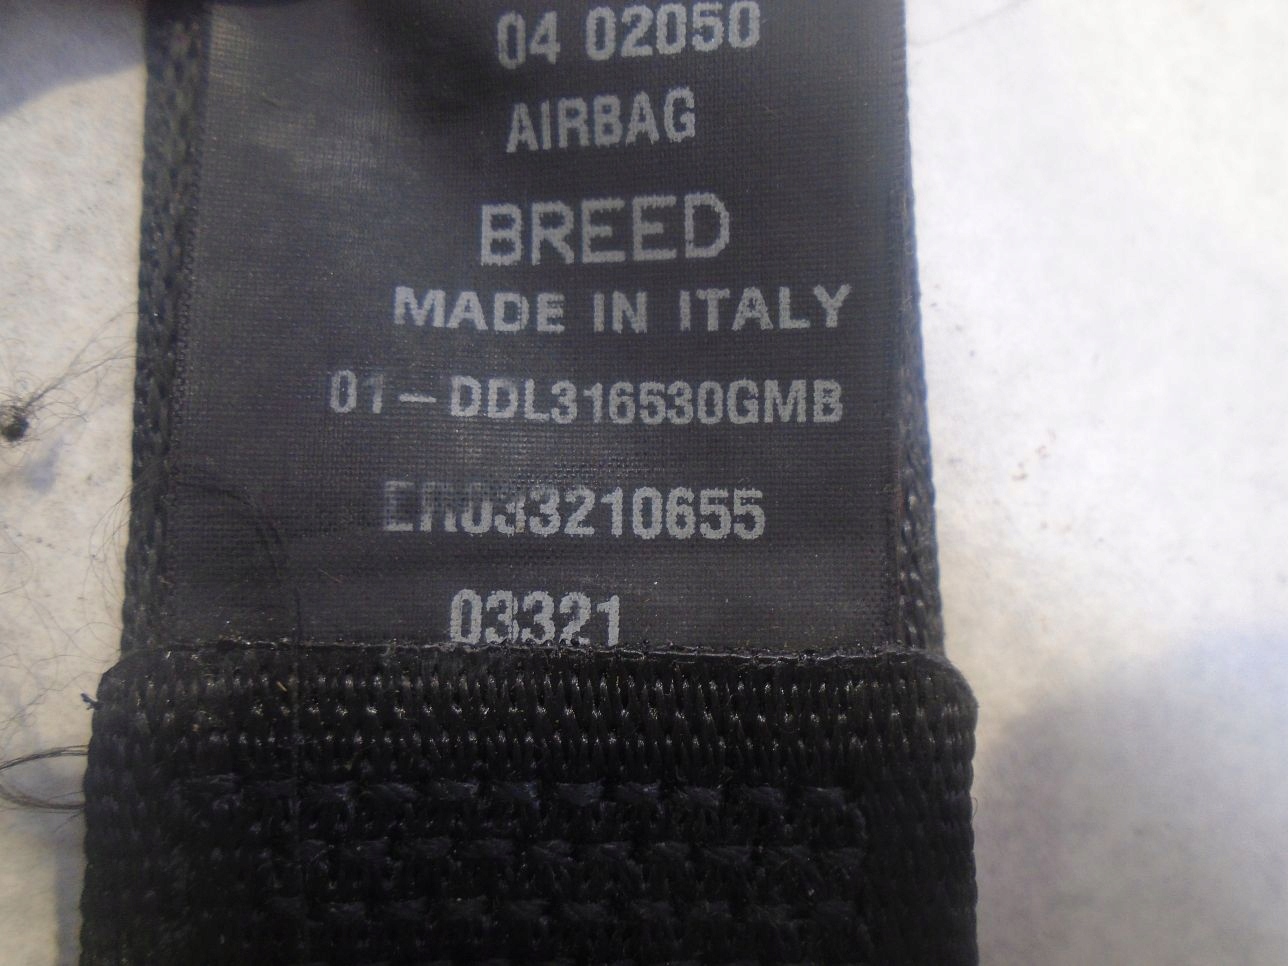 04 02050
AIRBAG
BREED
MADE IN ITALY
01-DDL316530GMB
ER033210655
03321